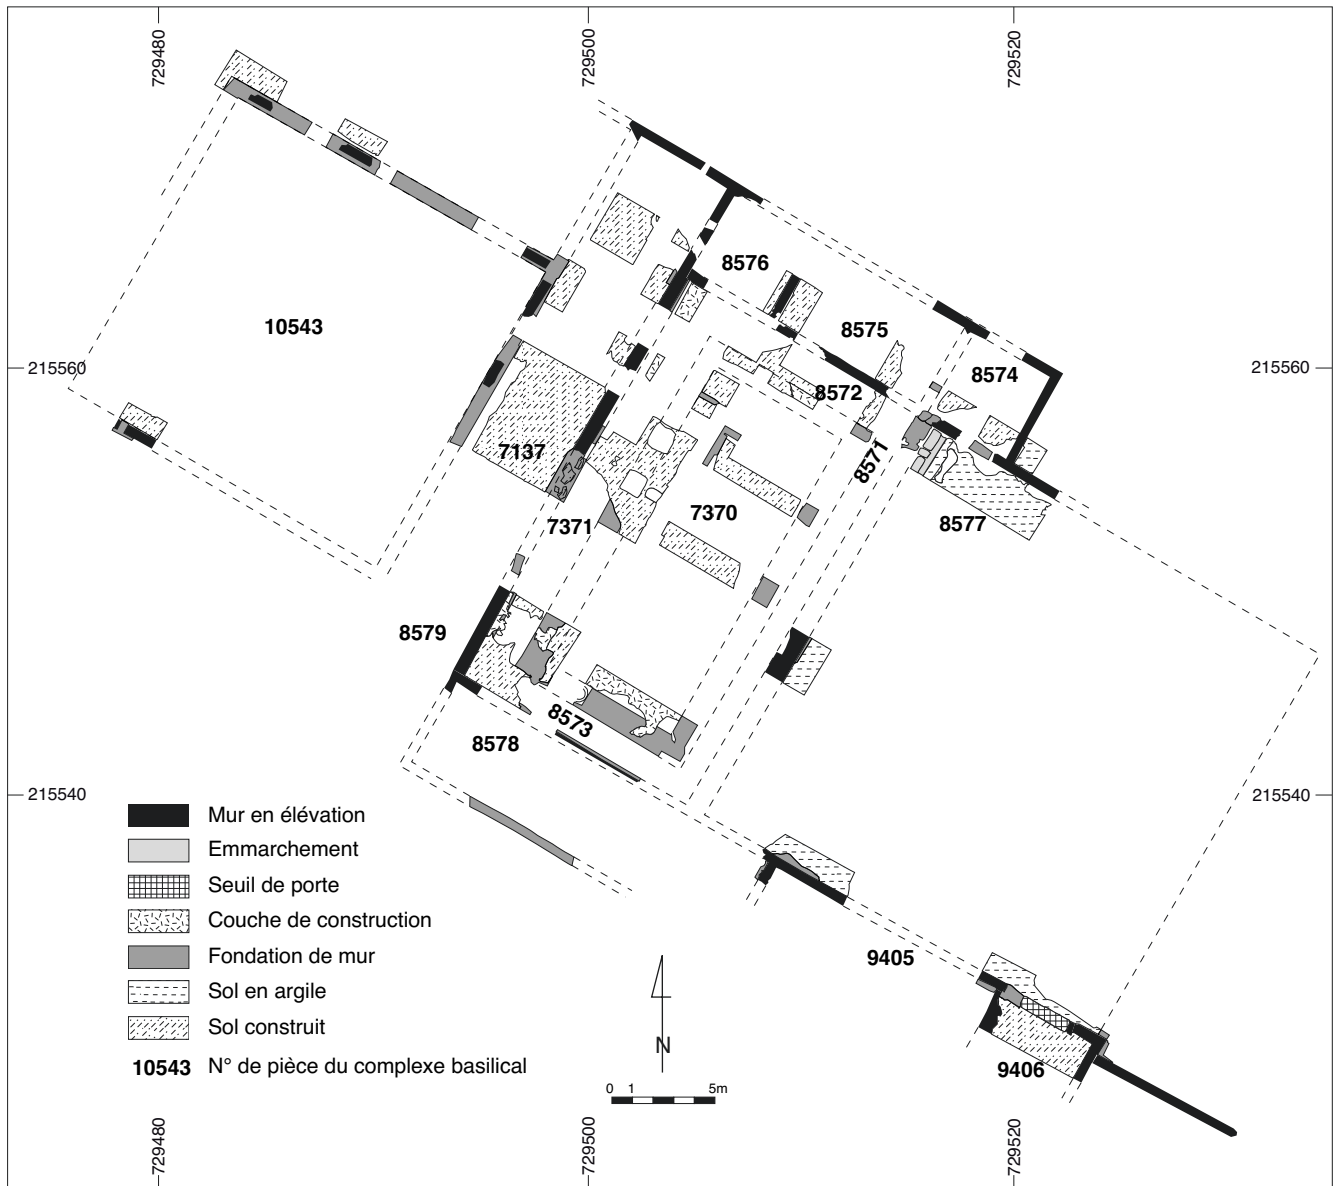 729480
729500
729520
8576
10543
8575
215560
215560
8574
8572
7137
8571
7371
7370
8577
8579
8573
8578
215540
215540
Mur en élévation
Emmarchement
Seuil de porte
Couche de construction
Fondation de mur
Sol en argile
Sol construit
10543 N° de pièce du complexe basilical
9405
N
0 1 5m
9406
729480
729500
729520